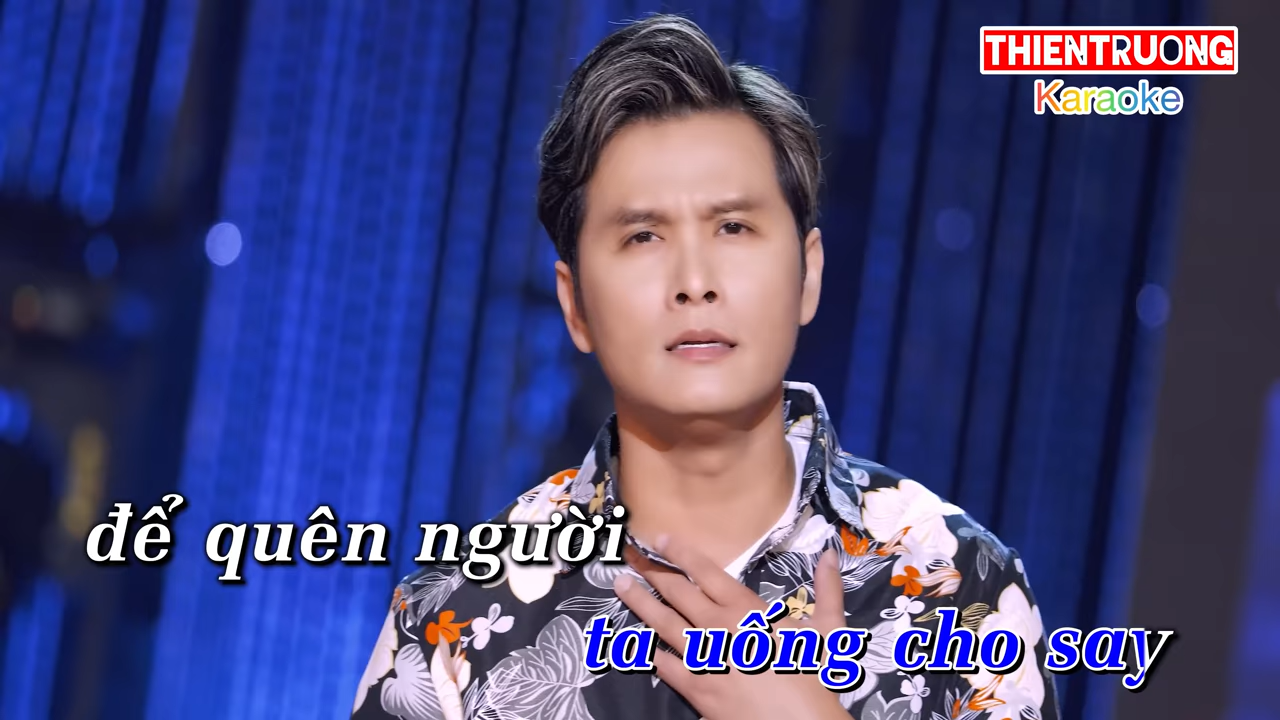 THIENTRUONG
Karaoke
để quên người
ta uống cho say